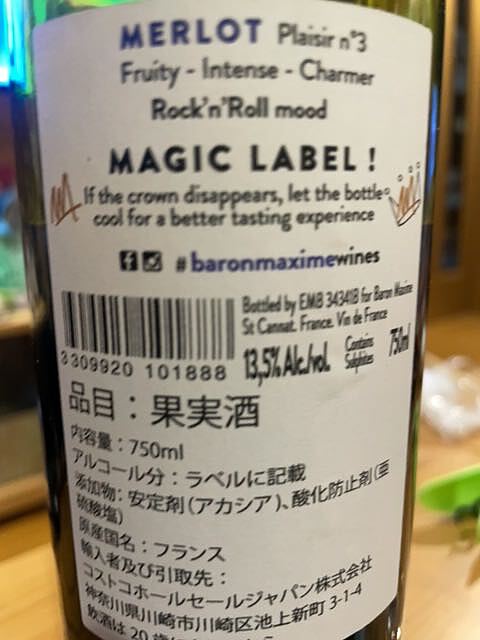 MERLOT Plaisir n°3
Fruity - Intense - Charmer
Rock'n'Roll mood
MAGIC LABEL !
If the crown disappears, let the bottle
cool for a better tasting experience
#baronmaximewines
Bottled by EMB 34341B for Baron Maxime
St Cannat. France. Vin de France
13,5% Alc./vol. Contains Sulphites 750ml
3309920 101888
品目：果実酒
内容量：750ml
アルコール分：ラベルに記載
添加物：安定剤(アカシア)、酸化防止剤(亜
硫酸塩)
原産国名：フランス
輸入者及び引取先：
コストコホールセールジャパン株式会社
神奈川県川崎市川崎区池上新町 3-1-4
飲酒は 20 歳